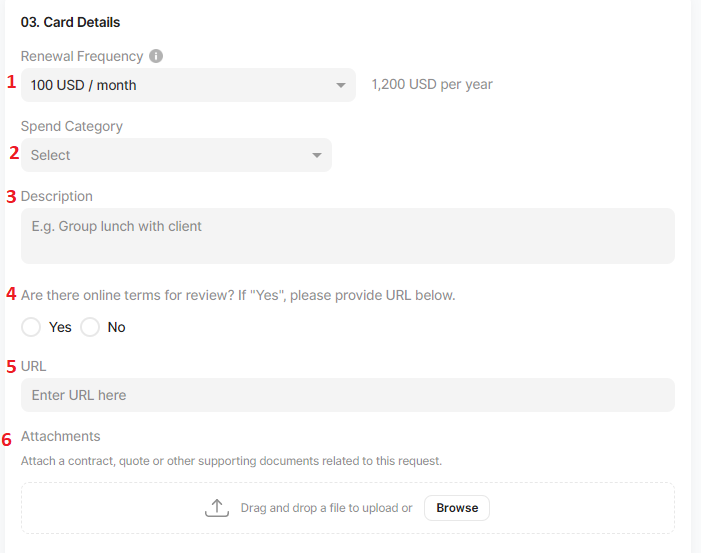 03. Card Details
Renewal Frequency i
1 100 USD / month 1,200 USD per year
Spend Category
2 Select
3 Description
E.g. Group lunch with client
4 Are there online terms for review? If "Yes", please provide URL below.
Yes No
5 URL
Enter URL here
6 Attachments
Attach a contract, quote or other supporting documents related to this request.
Drag and drop a file to upload or Browse